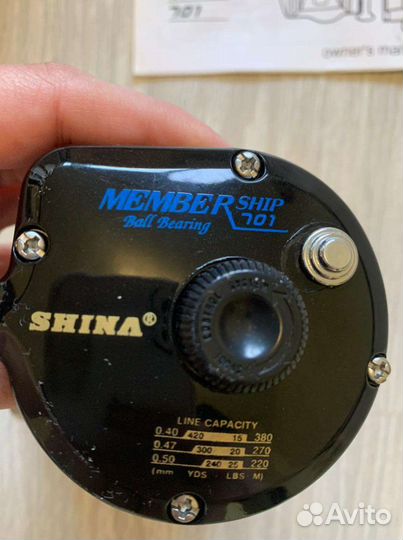 701
owner's ma
MEMBER SHIP
Ball Bearing 701
SHINA®
LINE CAPACITY
0.40 420 15 380
0.47 300 20 270
0.50 240 25 220
(mm YDS LBS M)
Avito